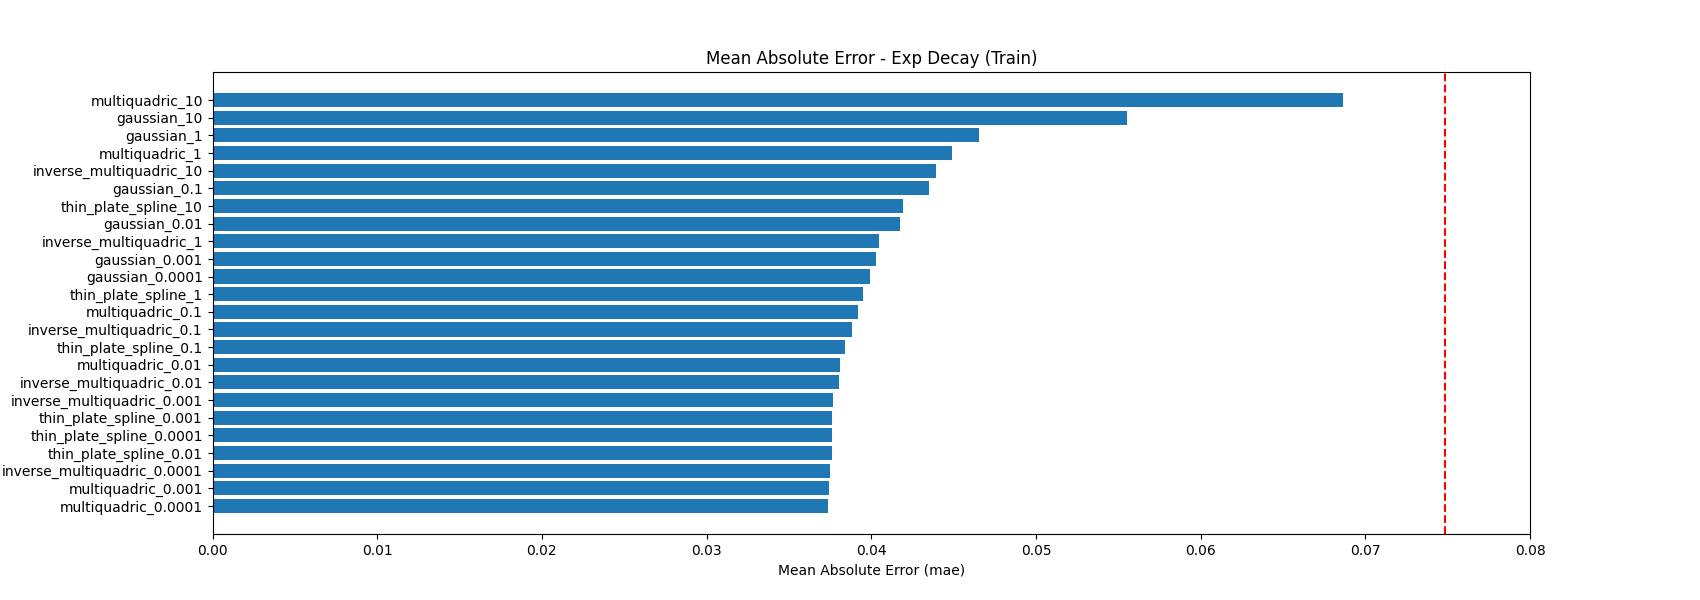 Mean Absolute Error - Exp Decay (Train)
multiquadric_10
gaussian_10
gaussian_1
multiquadric_1
inverse_multiquadric_10
gaussian_0.1
thin_plate_spline_10
gaussian_0.01
inverse_multiquadric_1
gaussian_0.001
gaussian_0.0001
thin_plate_spline_1
multiquadric_0.1
inverse_multiquadric_0.1
thin_plate_spline_0.1
multiquadric_0.01
inverse_multiquadric_0.01
inverse_multiquadric_0.001
thin_plate_spline_0.001
thin_plate_spline_0.0001
thin_plate_spline_0.01
inverse_multiquadric_0.0001
multiquadric_0.001
multiquadric_0.0001
0.00 0.01 0.02 0.03 0.04 0.05 0.06 0.07 0.08
Mean Absolute Error (mae)